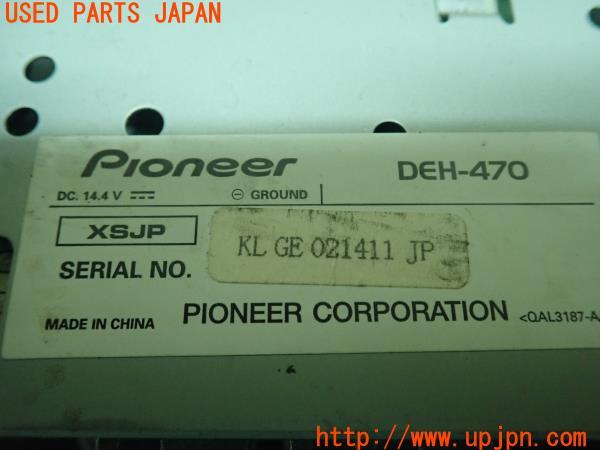 USED PARTS JAPAN
Pioneer
DEH-470
DC. 14.4 V ⎓
⊖ GROUND
XSJP
SERIAL NO.
KL GE 021411 JP
MADE IN CHINA
PIONEER CORPORATION
<QAL3187-A
http://www.upjpn.com